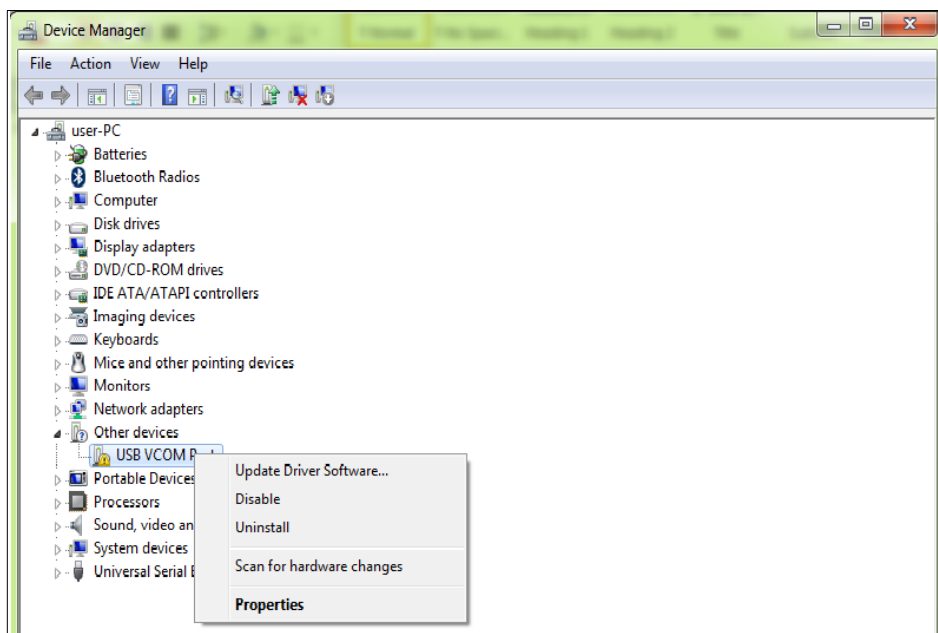 Device Manager
File Action View Help
user-PC
Batteries
Bluetooth Radios
Computer
Disk drives
Display adapters
DVD/CD-ROM drives
IDE ATA/ATAPI controllers
Imaging devices
Keyboards
Mice and other pointing devices
Monitors
Network adapters
Other devices
USB VCOM
Portable Devices
Processors
Sound, video an
System devices
Universal Serial
Update Driver Software...
Disable
Uninstall
Scan for hardware changes
Properties